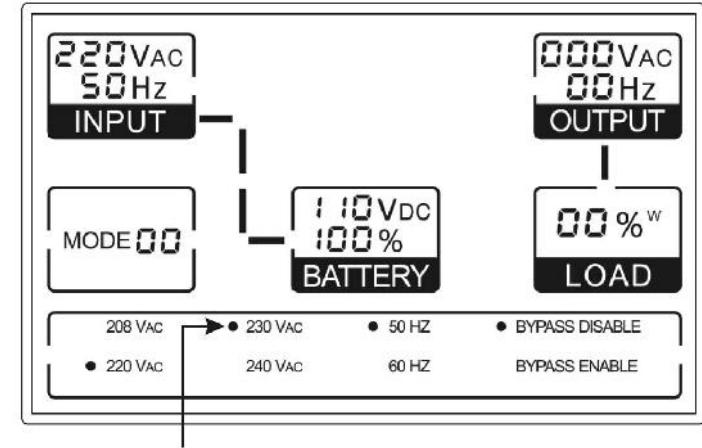 220VAC
50Hz
INPUT
000VAC
00Hz
OUTPUT
MODE 00
110VDC
100%
BATTERY
00%W
LOAD
208 VAC ● 230 VAC ● 50 HZ ● BYPASS DISABLE
● 220 VAC 240 VAC 60 HZ BYPASS ENABLE